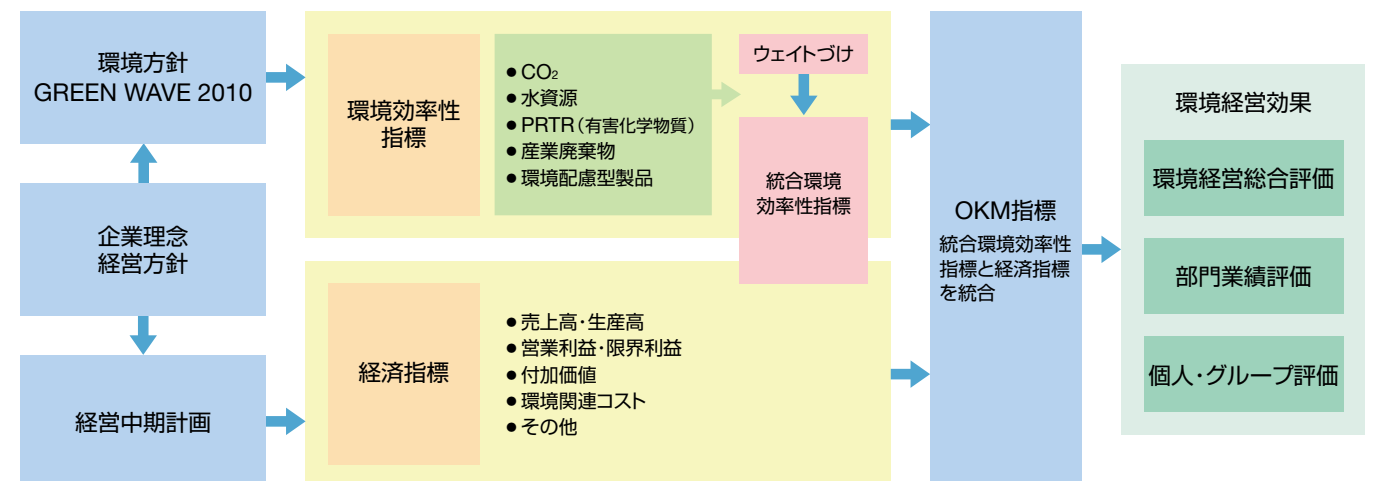 環境方針
GREEN WAVE 2010
企業理念
経営方針
経営中期計画
環境効率性
指標
●CO₂
●水資源
●PRTR（有害化学物質）
●産業廃棄物
●環境配慮型製品
ウェイトづけ
統合環境
効率性指標
経済指標
●売上高・生産高
●営業利益・限界利益
●付加価値
●環境関連コスト
●その他
OKM指標
統合環境効率性
指標と経済指標
を統合
環境経営効果
環境経営総合評価
部門業績評価
個人・グループ評価